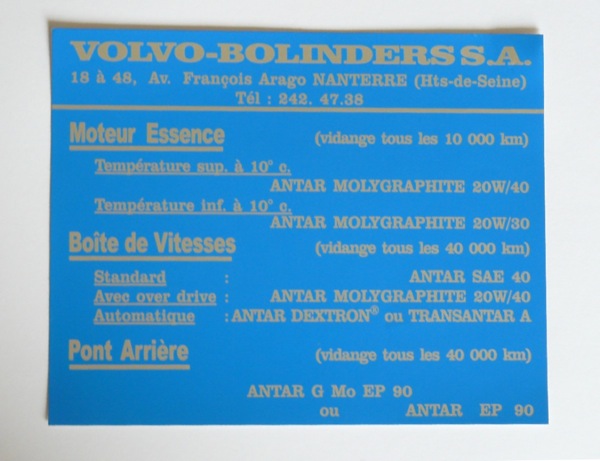 VOLVO-BOLINDERS S.A.
18 à 48, Av. François Arago NANTERRE (Hts-de-Seine)
Tél : 242. 47.38
Moteur Essence (vidange tous les 10 000 km)
Température sup. à 10° c.
ANTAR MOLYGRAPHITE 20W/40
Température inf. à 10° c.
ANTAR MOLYGRAPHITE 20W/30
Boîte de Vitesses (vidange tous les 40 000 km)
Standard : ANTAR SAE 40
Avec over drive : ANTAR MOLYGRAPHITE 20W/40
Automatique : ANTAR DEXTRON® ou TRANSANTAR A
Pont Arrière (vidange tous les 40 000 km)
ANTAR G Mo EP 90
ou ANTAR EP 90